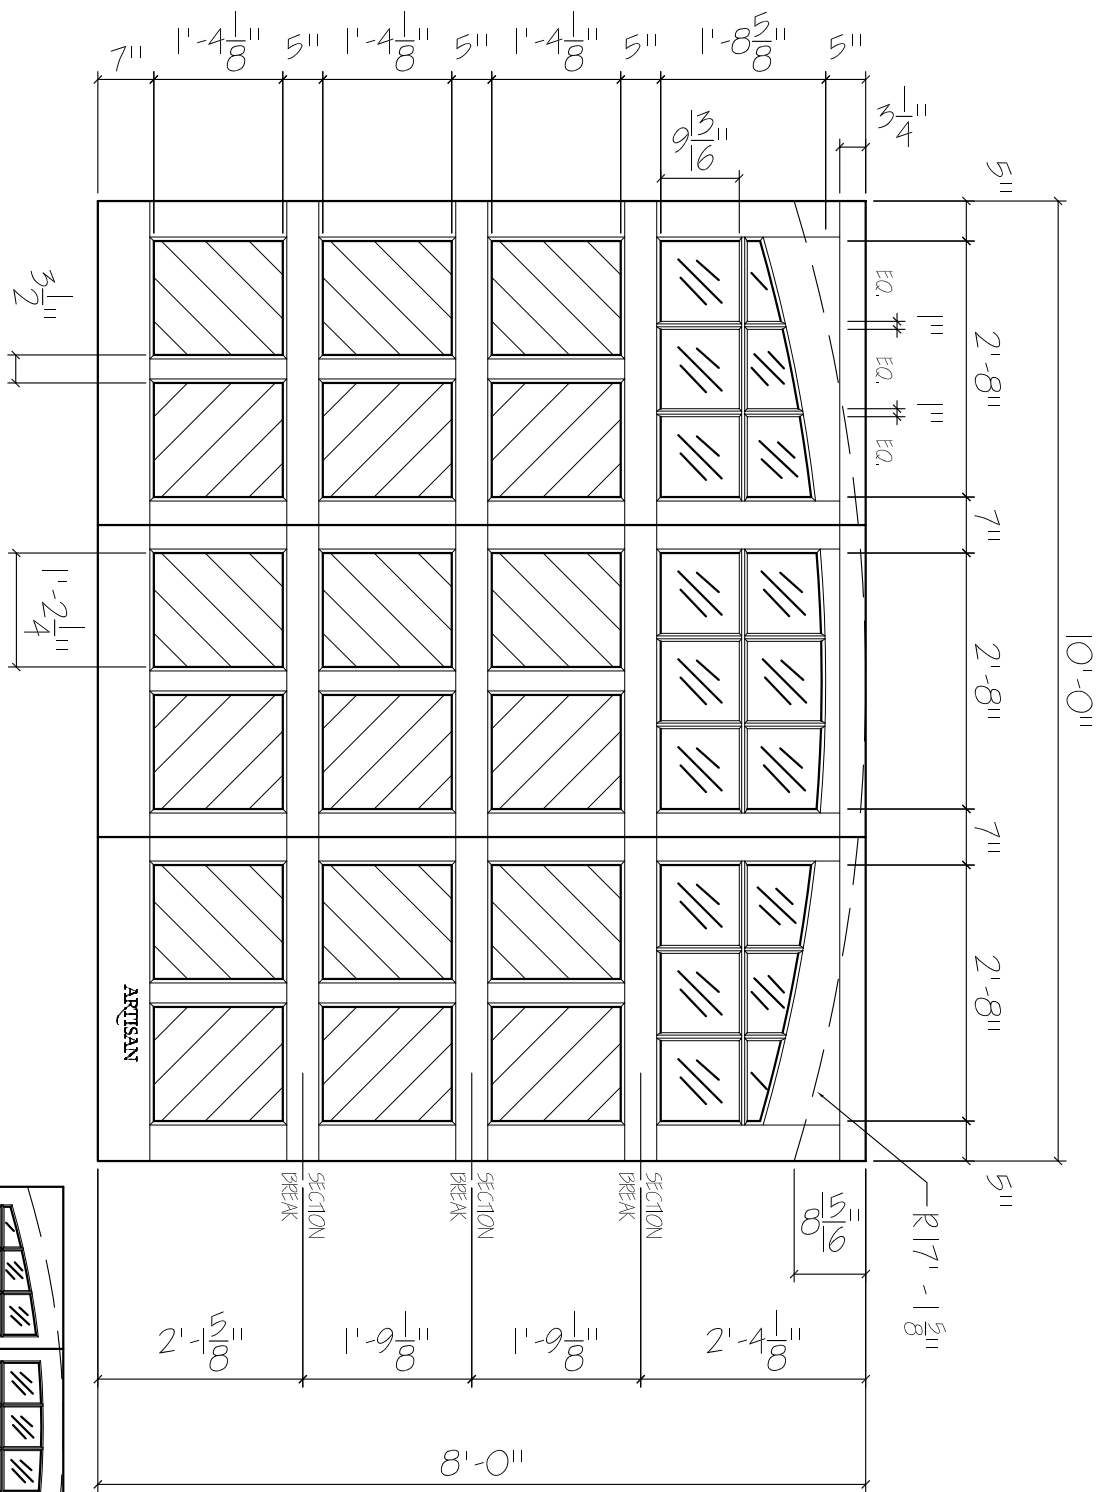 7"
1'-4 1/8"
5"
1'-4 1/8"
5"
1'-4 1/8"
5"
1'-8 5/8"
5"
3 1/4"
9 13/16"
5"
2'-8"
7"
2'-8"
7"
2'-8"
5"
10'-0"
EQ.
1"
EQ.
1"
EQ.
3 1/2"
1'-2 1/4"
ARTISAN
SECTION
BREAK
SECTION
BREAK
SECTION
BREAK
8 15/16"
R17' - 1 5/8"
2'-1 5/8"
1'-9 1/8"
1'-9 1/8"
2'-4 1/8"
8'-0"